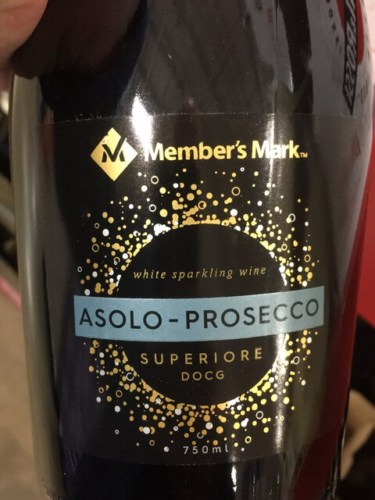 Member's Mark™
white sparkling wine
ASOLO - PROSECCO
SUPERIORE
DOCG
750ml